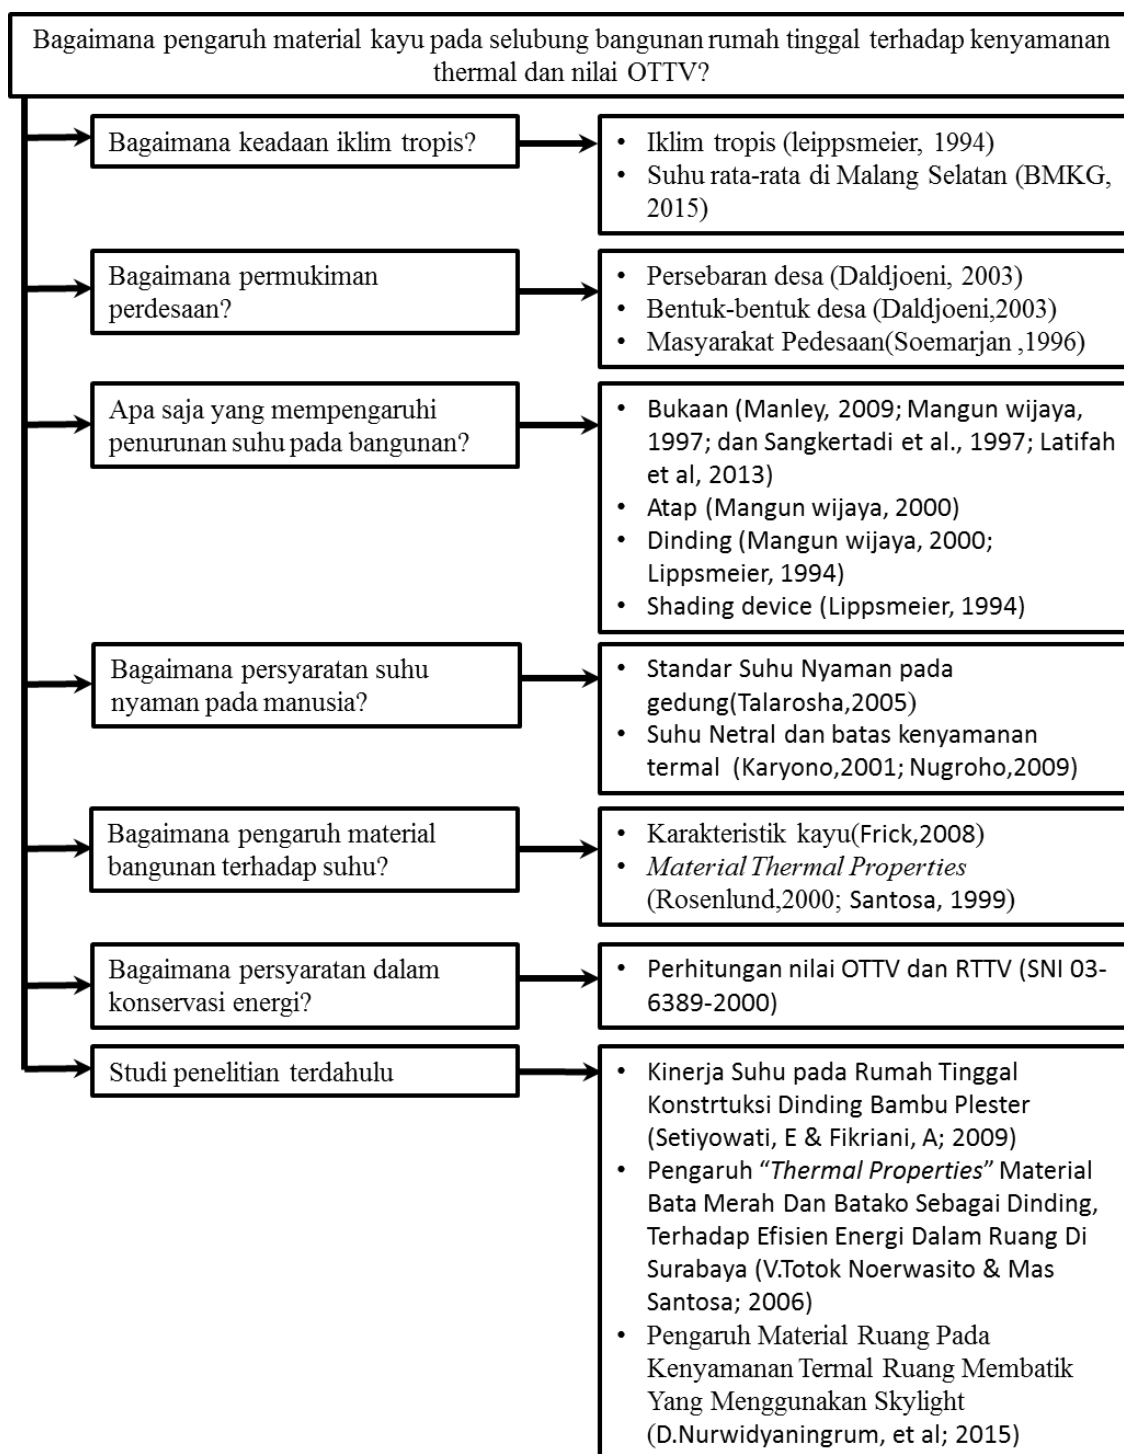 Bagaimana pengaruh material kayu pada selubung bangunan rumah tinggal terhadap kenyamanan
thermal dan nilai OTTV?
Bagaimana keadaan iklim tropis?
• Iklim tropis (leippsmeier, 1994)
• Suhu rata-rata di Malang Selatan (BMKG,
2015)
Bagaimana permukiman
perdesaan?
• Persebaran desa (Daldjoeni, 2003)
• Bentuk-bentuk desa (Daldjoeni,2003)
• Masyarakat Pedesaan(Soemarjan ,1996)
Apa saja yang mempengaruhi
penurunan suhu pada bangunan?
• Bukaan (Manley, 2009; Mangun wijaya,
1997; dan Sangkertadi et al., 1997; Latifah
et al, 2013)
• Atap (Mangun wijaya, 2000)
• Dinding (Mangun wijaya, 2000;
Lippsmeier, 1994)
• Shading device (Lippsmeier, 1994)
Bagaimana persyaratan suhu
nyaman pada manusia?
• Standar Suhu Nyaman pada
gedung(Talarosha,2005)
• Suhu Netral dan batas kenyamanan
termal (Karyono,2001; Nugroho,2009)
Bagaimana pengaruh material
bangunan terhadap suhu?
• Karakteristik kayu(Frick,2008)
• Material Thermal Properties
(Rosenlund,2000; Santosa, 1999)
Bagaimana persyaratan dalam
konservasi energi?
• Perhitungan nilai OTTV dan RTTV (SNI 03-
6389-2000)
Studi penelitian terdahulu
• Kinerja Suhu pada Rumah Tinggal
Konstrtuksi Dinding Bambu Plester
(Setiyowati, E & Fikriani, A; 2009)
• Pengaruh “Thermal Properties” Material
Bata Merah Dan Batako Sebagai Dinding,
Terhadap Efisien Energi Dalam Ruang Di
Surabaya (V.Totok Noerwasito & Mas
Santosa; 2006)
• Pengaruh Material Ruang Pada
Kenyamanan Termal Ruang Membatik
Yang Menggunakan Skylight
(D.Nurwidyaningrum, et al; 2015)